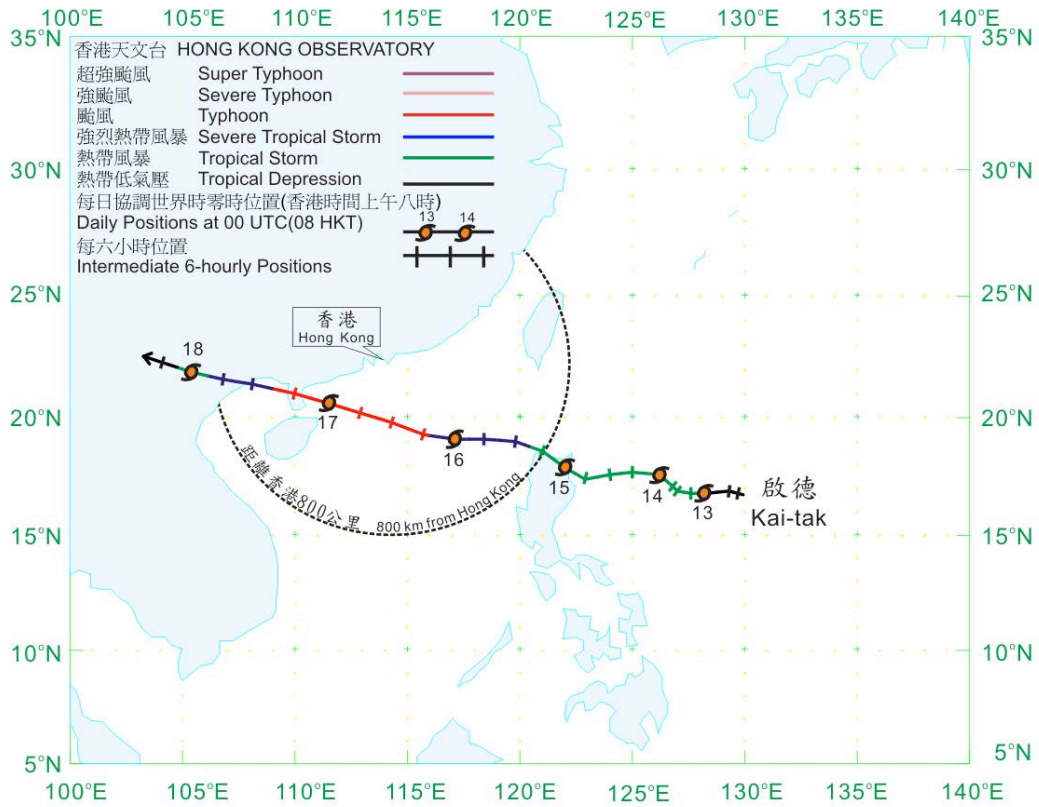 100°E 105°E 110°E 115°E 120°E 125°E 130°E 135°E 140°E
35°N 35°N
香港天文台 HONG KONG OBSERVATORY
超強颱風 Super Typhoon
強颱風 Severe Typhoon
颱風 Typhoon
強烈熱帶風暴 Severe Tropical Storm
熱帶風暴 Tropical Storm
30°N 30°N
熱帶低氣壓 Tropical Depression
每日協調世界時零時位置(香港時間上午八時)
Daily Positions at 00 UTC(08 HKT) 13 14
每六小時位置
Intermediate 6-hourly Positions
25°N 25°N
香港
Hong Kong
18
17
16
15
14
13
20°N 20°N
距離香港800公里 800 km from Hong Kong
啟德
Kai-tak
15°N 15°N
10°N 10°N
5°N 5°N
100°E 105°E 110°E 115°E 120°E 125°E 130°E 135°E 140°E